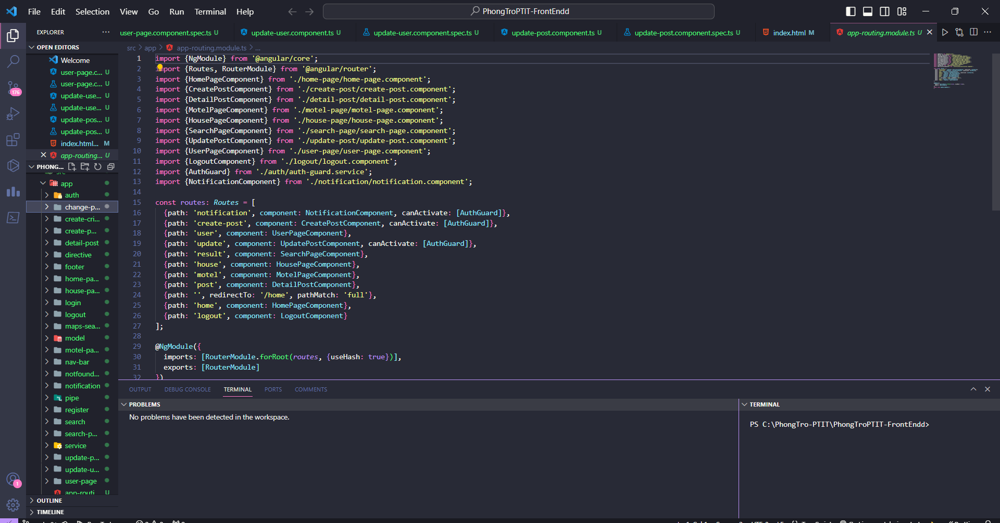 File Edit Selection View Go Run Terminal Help
PhongTroPTIT-FrontEndd
EXPLORER
user-page.component.spec.ts U
update-user.component.ts U
update-user.component.spec.ts U
update-post.component.ts U
update-post.component.spec.ts U
index.html M
app-routing.module.ts U
OPEN EDITORS
Welcome
user-page.c... U
user-page.c... U
update-use... U
update-use... U
update-pos... U
update-pos... U
index.html... M
app-routing... U
PHONG...
src
app
auth
change-p...
create-cri...
create-p...
detail-post
directive
footer
home-pa...
house-pa...
login
logout
maps-sea...
model
motel-pa...
nav-bar
notfound...
notification
pipe
register
search
search-p...
service
update-p...
update-u...
user-page
app-routi... U
OUTLINE
TIMELINE
176
1
src > app > app-routing.module.ts > ...
1 import {NgModule} from '@angular/core';
2 import {Routes, RouterModule} from '@angular/router';
3 import {HomePageComponent} from './home-page/home-page.component';
4 import {CreatePostComponent} from './create-post/create-post.component';
5 import {DetailPostComponent} from './detail-post/detail-post.component';
6 import {MotelPageComponent} from './motel-page/motel-page.component';
7 import {HousePageComponent} from './house-page/house-page.component';
8 import {SearchPageComponent} from './search-page/search-page.component';
9 import {UpdatePostComponent} from './update-post/update-post.component';
10 import {UserPageComponent} from './user-page/user-page.component';
11 import {LogoutComponent} from './logout/logout.component';
12 import {AuthGuard} from './auth/auth-guard.service';
13 import {NotificationComponent} from './notification/notification.component';
14
15 const routes: Routes = [
16 {path: 'notification', component: NotificationComponent, canActivate: [AuthGuard]},
17 {path: 'create-post', component: CreatePostComponent, canActivate: [AuthGuard]},
18 {path: 'user', component: UserPageComponent},
19 {path: 'update', component: UpdatePostComponent, canActivate: [AuthGuard]},
20 {path: 'result', component: SearchPageComponent},
21 {path: 'house', component: HousePageComponent},
22 {path: 'motel', component: MotelPageComponent},
23 {path: 'post', component: DetailPostComponent},
24 {path: '', redirectTo: '/home', pathMatch: 'full'},
25 {path: 'home', component: HomePageComponent},
26 {path: 'logout', component: LogoutComponent}
27 ];
28
29 @NgModule({
30 imports: [RouterModule.forRoot(routes, {useHash: true})],
31 exports: [RouterModule]
32 })
OUTPUT DEBUG CONSOLE TERMINAL PORTS COMMENTS
PROBLEMS
No problems have been detected in the workspace.
TERMINAL
PS C:\PhongTro-PTIT\PhongTroPTIT-FrontEndd>